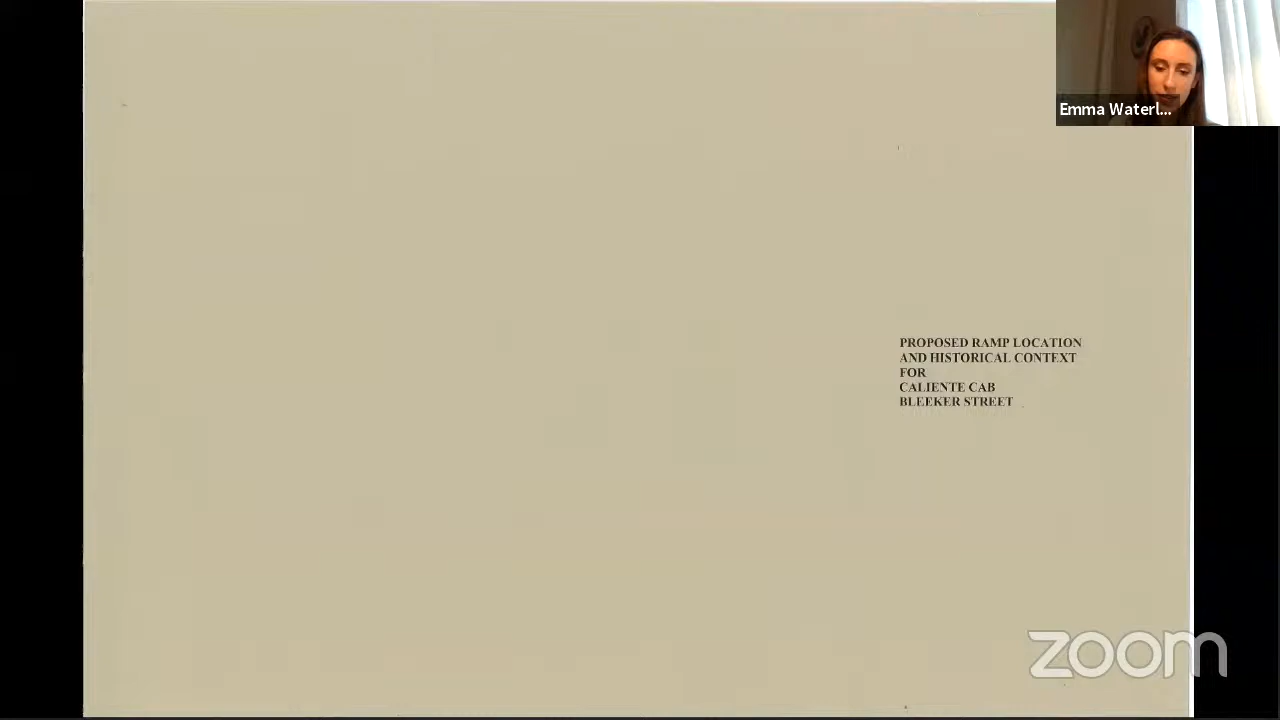 Emma Waterl...
PROPOSED RAMP LOCATION
AND HISTORICAL CONTEXT
FOR
CALIENTE CAB
BLEEKER STREET
zoom